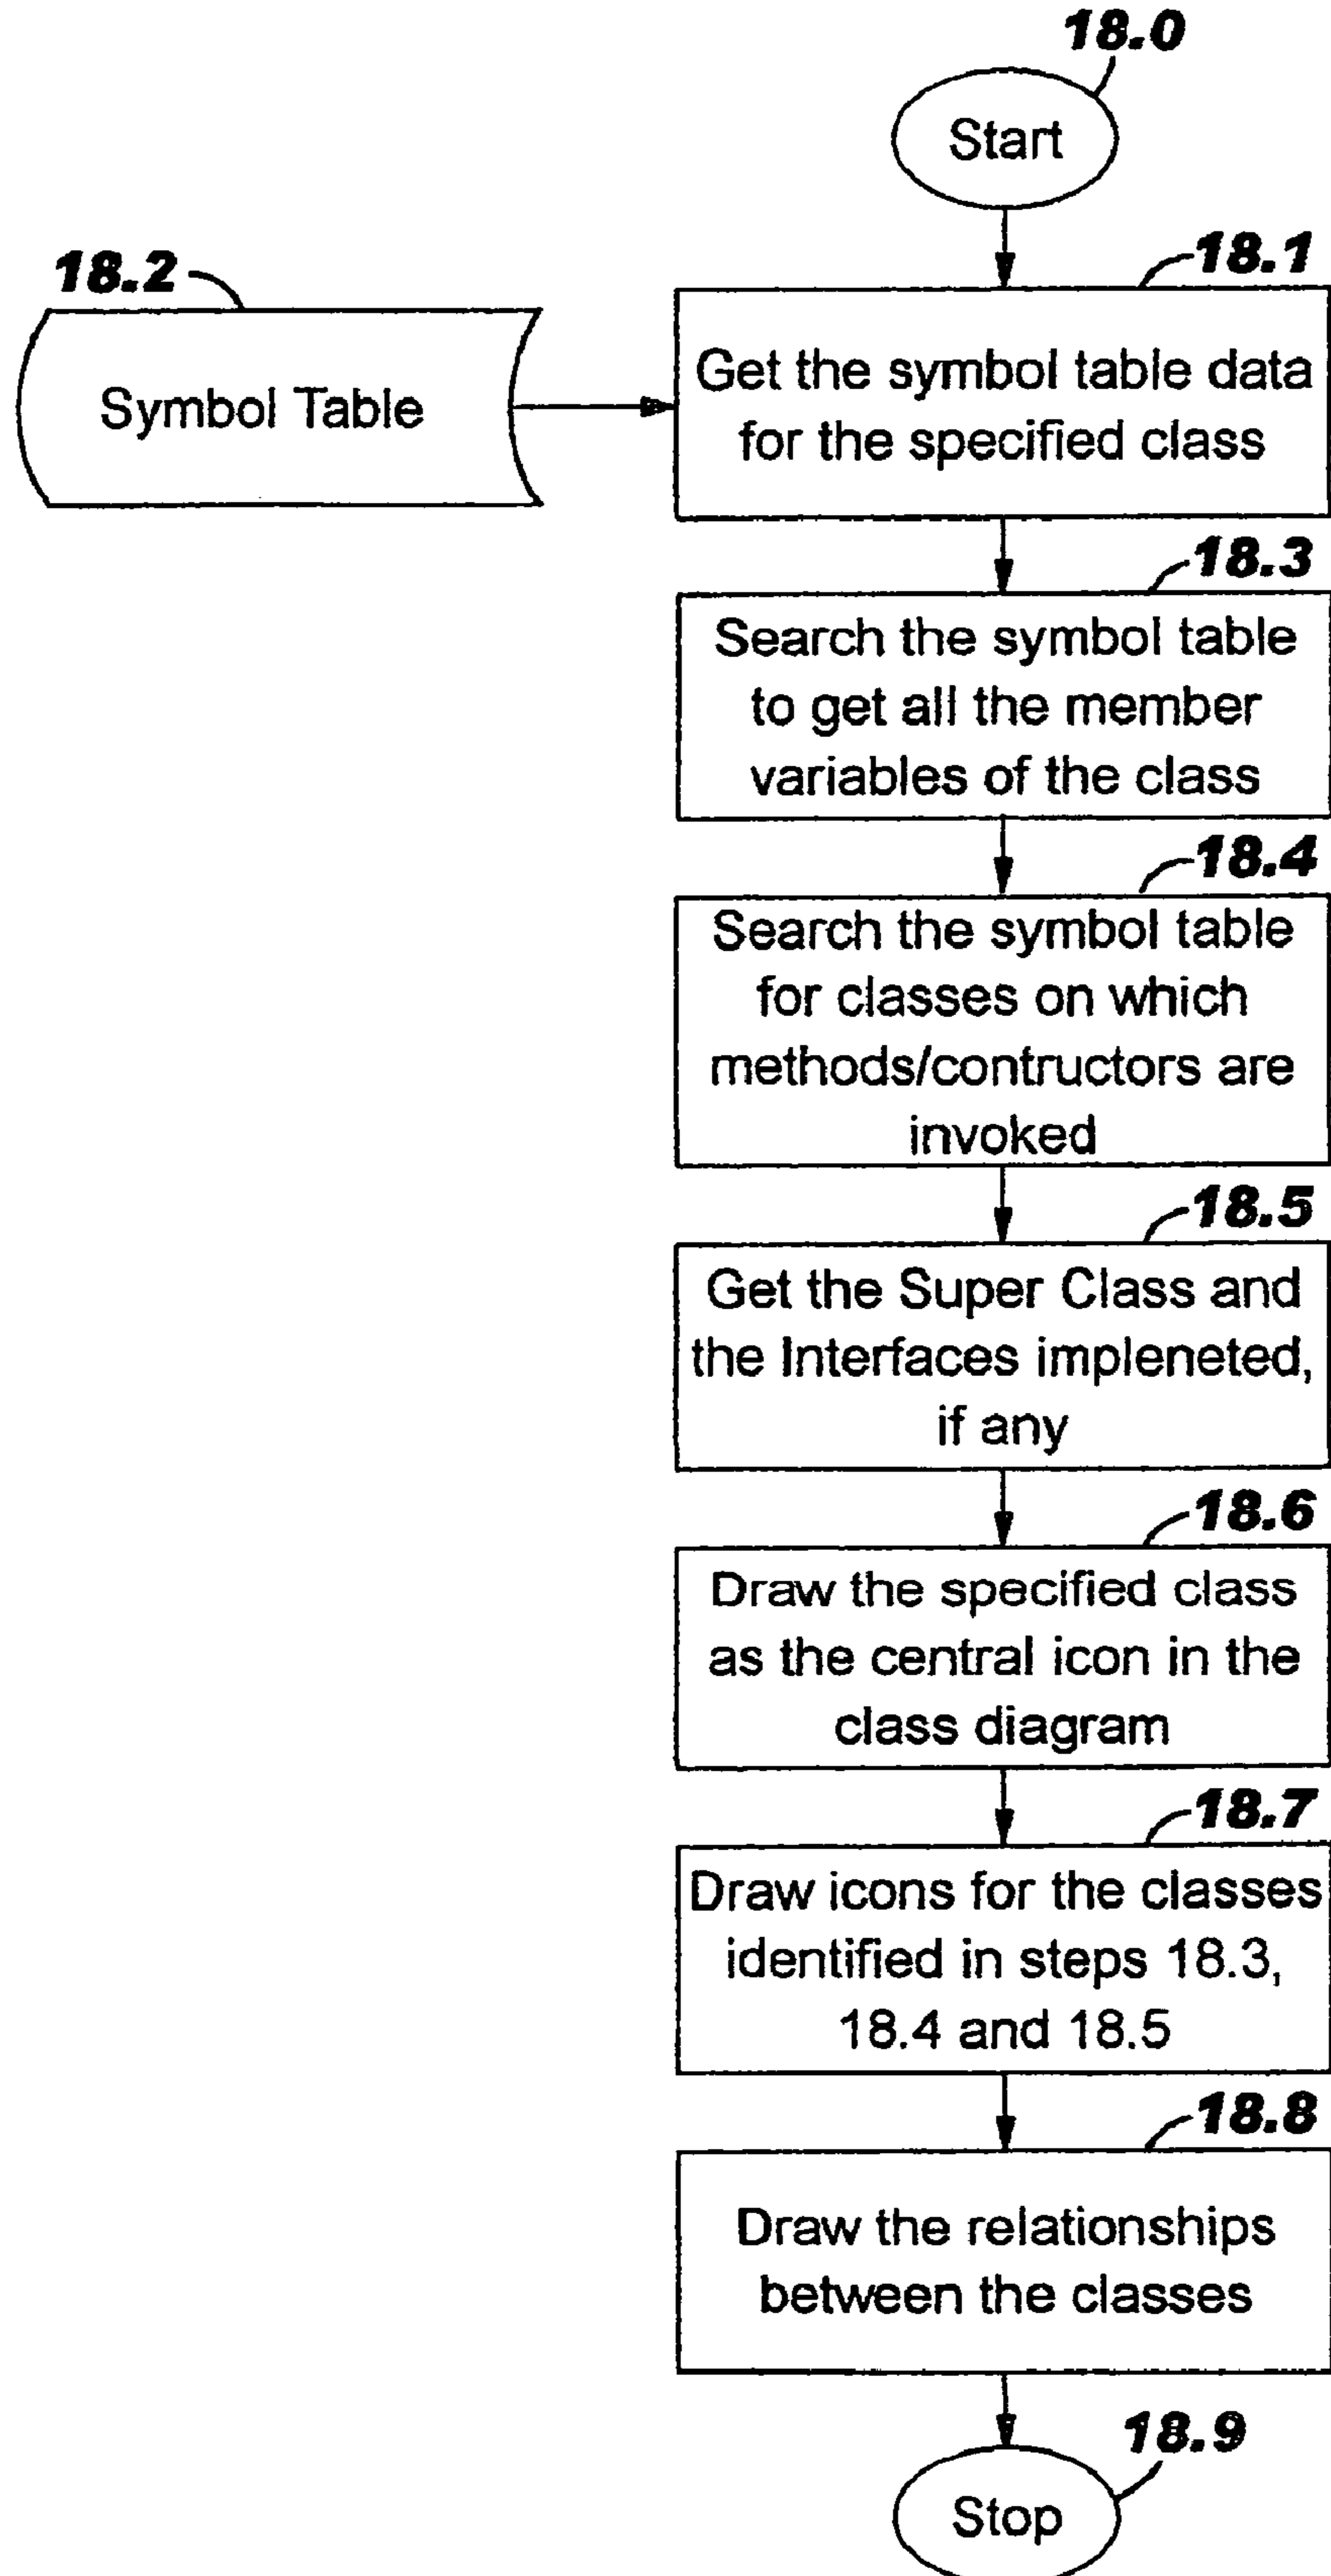 18.0
Start
18.2
18.1
Symbol Table
Get the symbol table data
for the specified class
18.3
Search the symbol table
to get all the member
variables of the class
18.4
Search the symbol table
for classes on which
methods/contructors are
invoked
18.5
Get the Super Class and
the Interfaces impleneted,
if any
18.6
Draw the specified class
as the central icon in the
class diagram
18.7
Draw icons for the classes
identified in steps 18.3,
18.4 and 18.5
18.8
Draw the relationships
between the classes
18.9
Stop